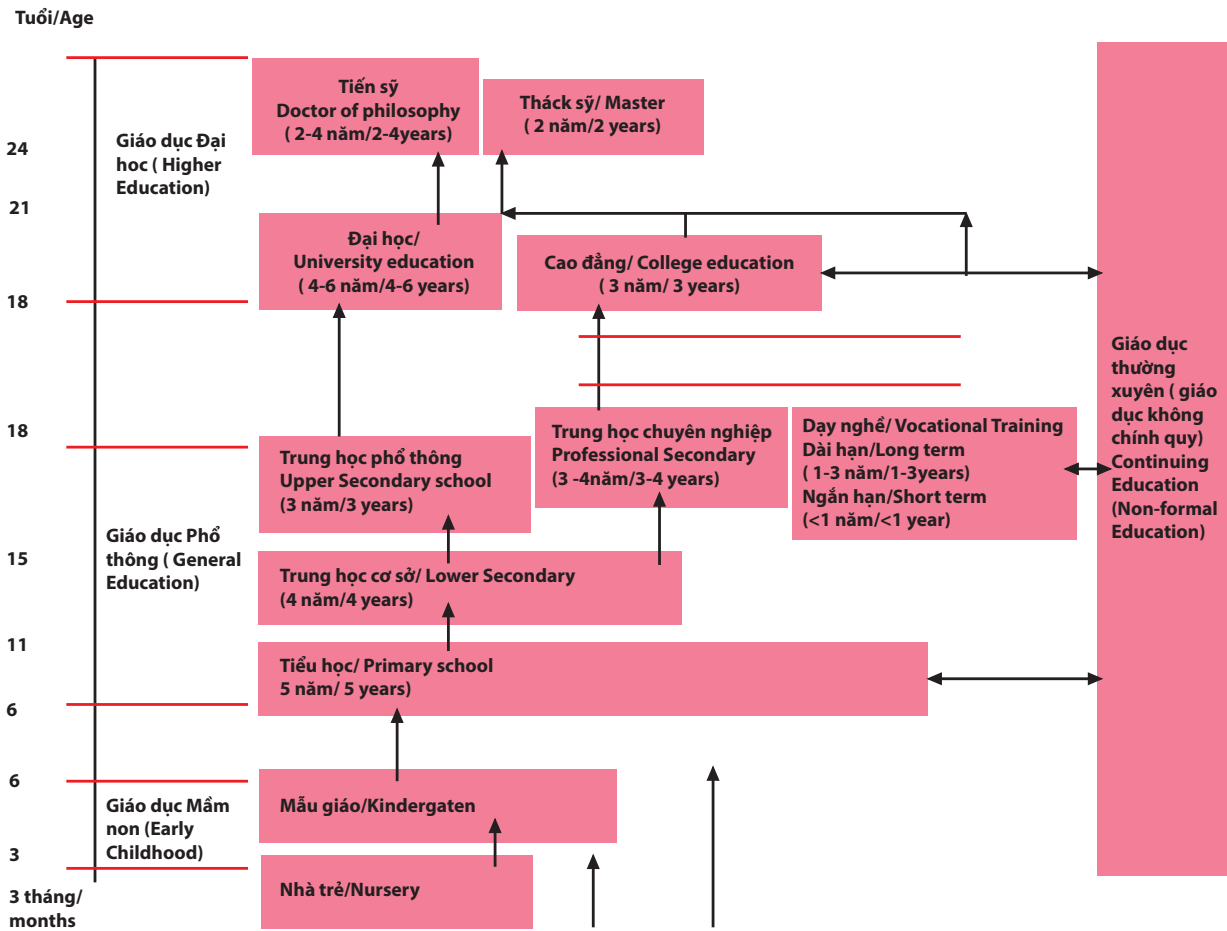 Tuổi/Age
Tiến sỹ
Doctor of philosophy
( 2-4 năm/2-4years)
Tháck sỹ/ Master
( 2 năm/2 years)
Giáo dục Đại
học ( Higher
Education)
24
21
Đại học/
University education
( 4-6 năm/4-6 years)
Cao đẳng/ College education
( 3 năm/ 3 years)
18
Giáo dục
thường
xuyên ( giáo
dục không
chính quy)
Continuing
Education
(Non-formal
Education)
18
Trung học phổ thông
Upper Secondary school
(3 năm/3 years)
Trung học chuyên nghiệp
Professional Secondary
(3 -4năm/3-4 years)
Dạy nghề/ Vocational Training
Dài hạn/Long term
( 1-3 năm/1-3years)
Ngắn hạn/Short term
(<1 năm/<1 year)
Giáo dục Phổ
thông ( General
Education)
15
Trung học cơ sở/ Lower Secondary
(4 năm/4 years)
11
Tiểu học/ Primary school
5 năm/ 5 years)
6
6
Giáo dục Mầm
non (Early
Childhood)
Mẫu giáo/Kindergaten
3
Nhà trẻ/Nursery
3 tháng/
months